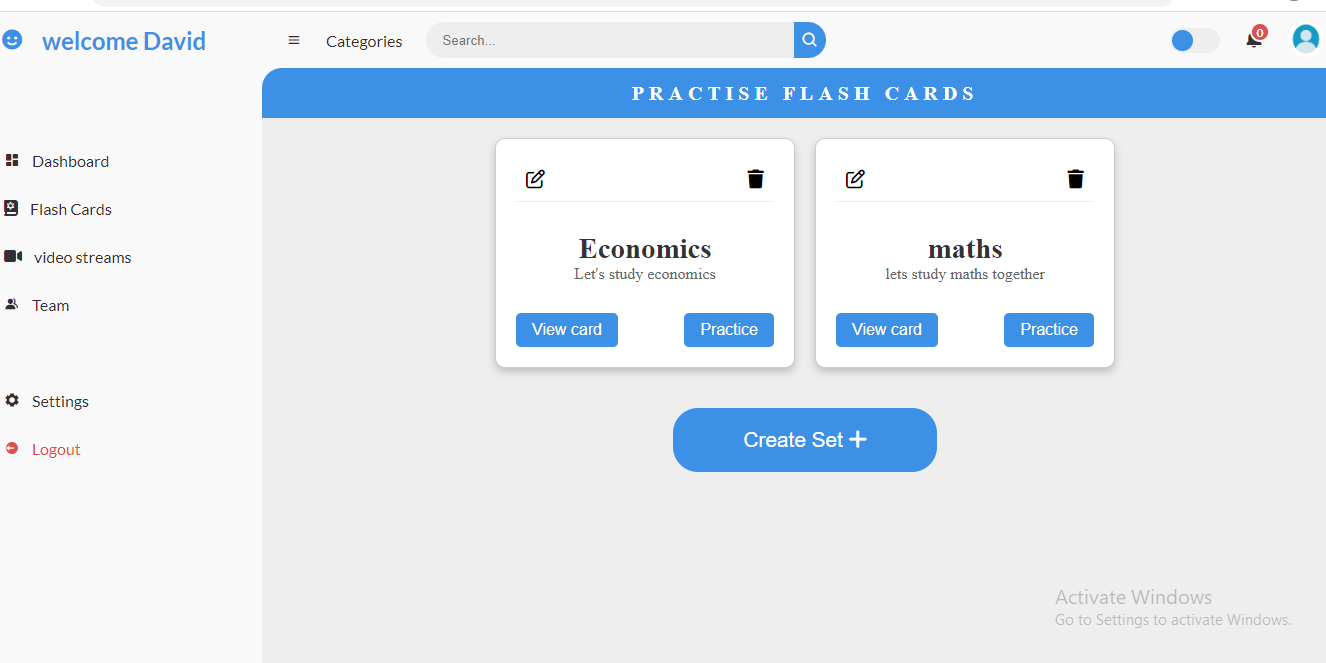 welcome David
Categories
Search...
0
PRACTISE FLASH CARDS
Dashboard
Flash Cards
video streams
Team
Settings
Logout
Economics
Let's study economics
View card
Practice
maths
lets study maths together
View card
Practice
Create Set
Activate Windows
Go to Settings to activate Windows.